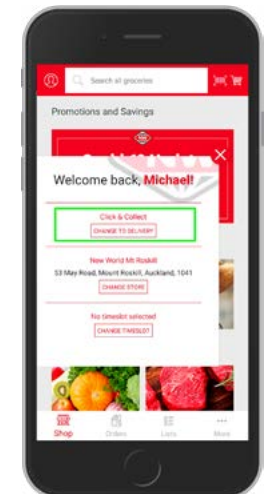 Search all groceries
Promotions and Savings
Welcome back, Michael!
Click & Collect
CHANGE TO DELIVERY
New World Mt Roskill
53 May Road, Mount Roskill, Auckland, 1041
CHANGE STORE
No timeslot selected
CHANGE TIMESLOT
Shop
Orders
Lists
More